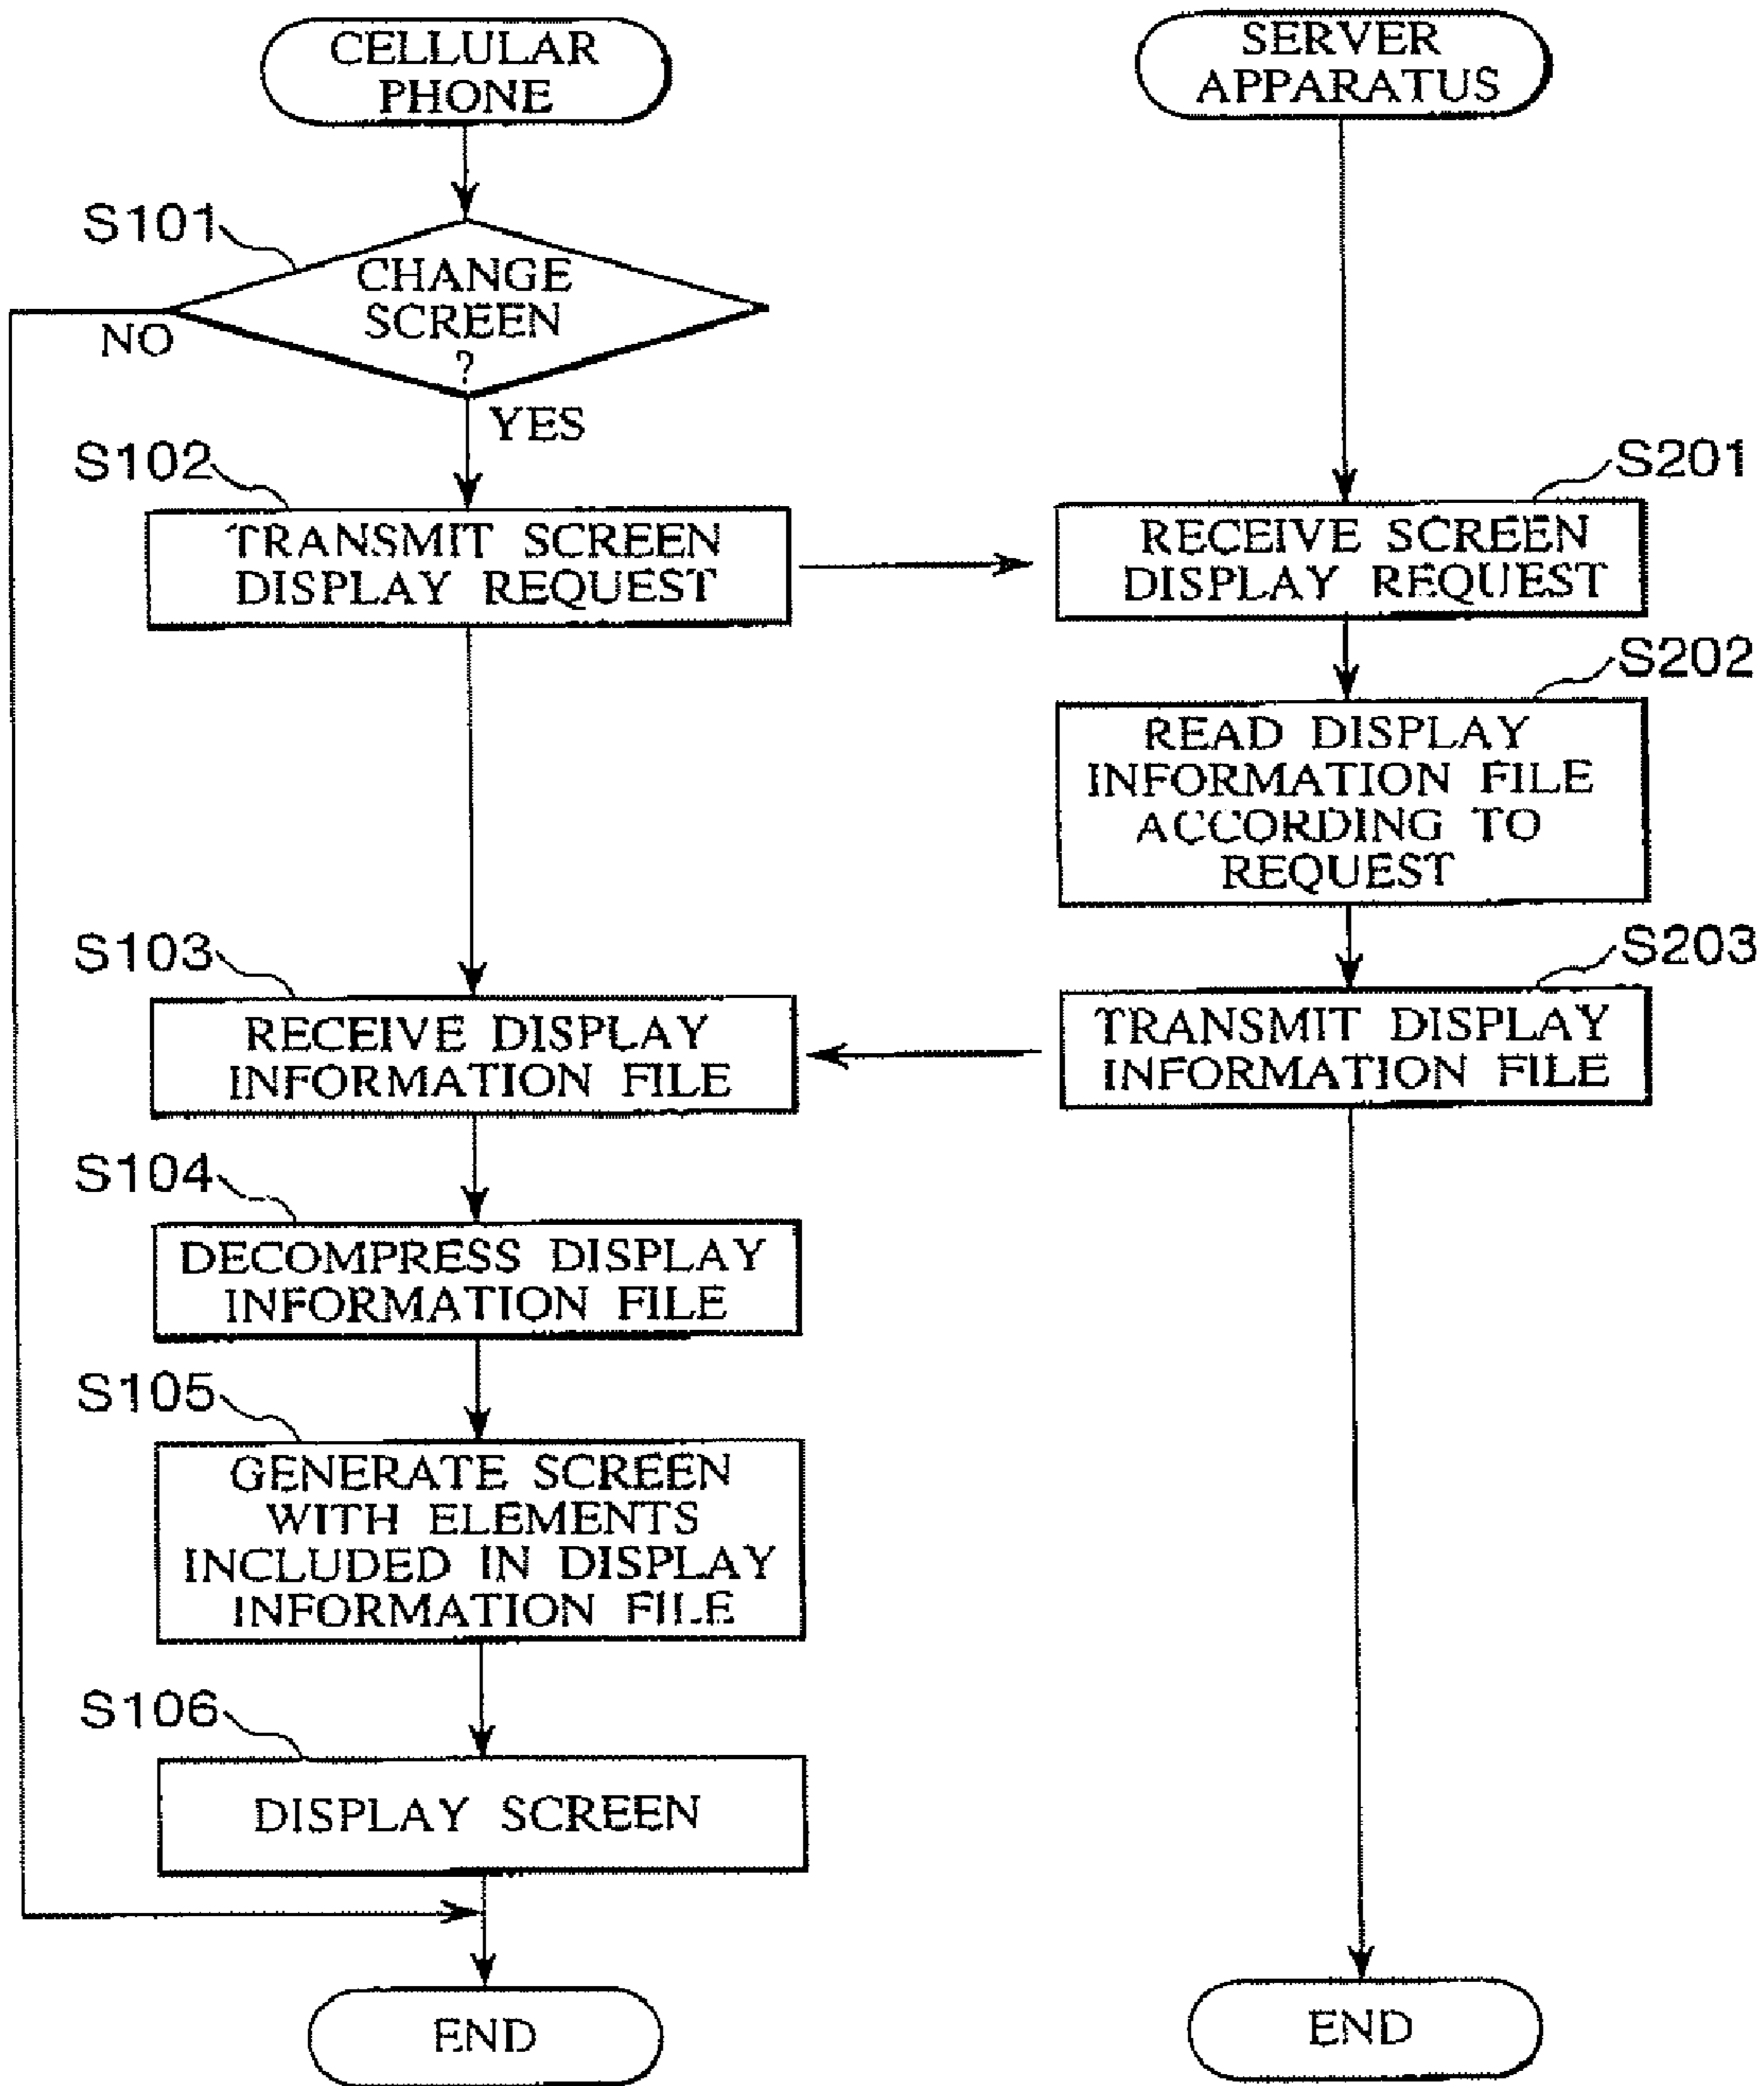 CELLULAR
PHONE
S101
CHANGE
SCREEN
?
NO
YES
S102
TRANSMIT SCREEN
DISPLAY REQUEST
S103
RECEIVE DISPLAY
INFORMATION FILE
S104
DECOMPRESS DISPLAY
INFORMATION FILE
S105
GENERATE SCREEN
WITH ELEMENTS
INCLUDED IN DISPLAY
INFORMATION FILE
S106
DISPLAY SCREEN
END
SERVER
APPARATUS
S201
RECEIVE SCREEN
DISPLAY REQUEST
S202
READ DISPLAY
INFORMATION FILE
ACCORDING TO
REQUEST
S203
TRANSMIT DISPLAY
INFORMATION FILE
END